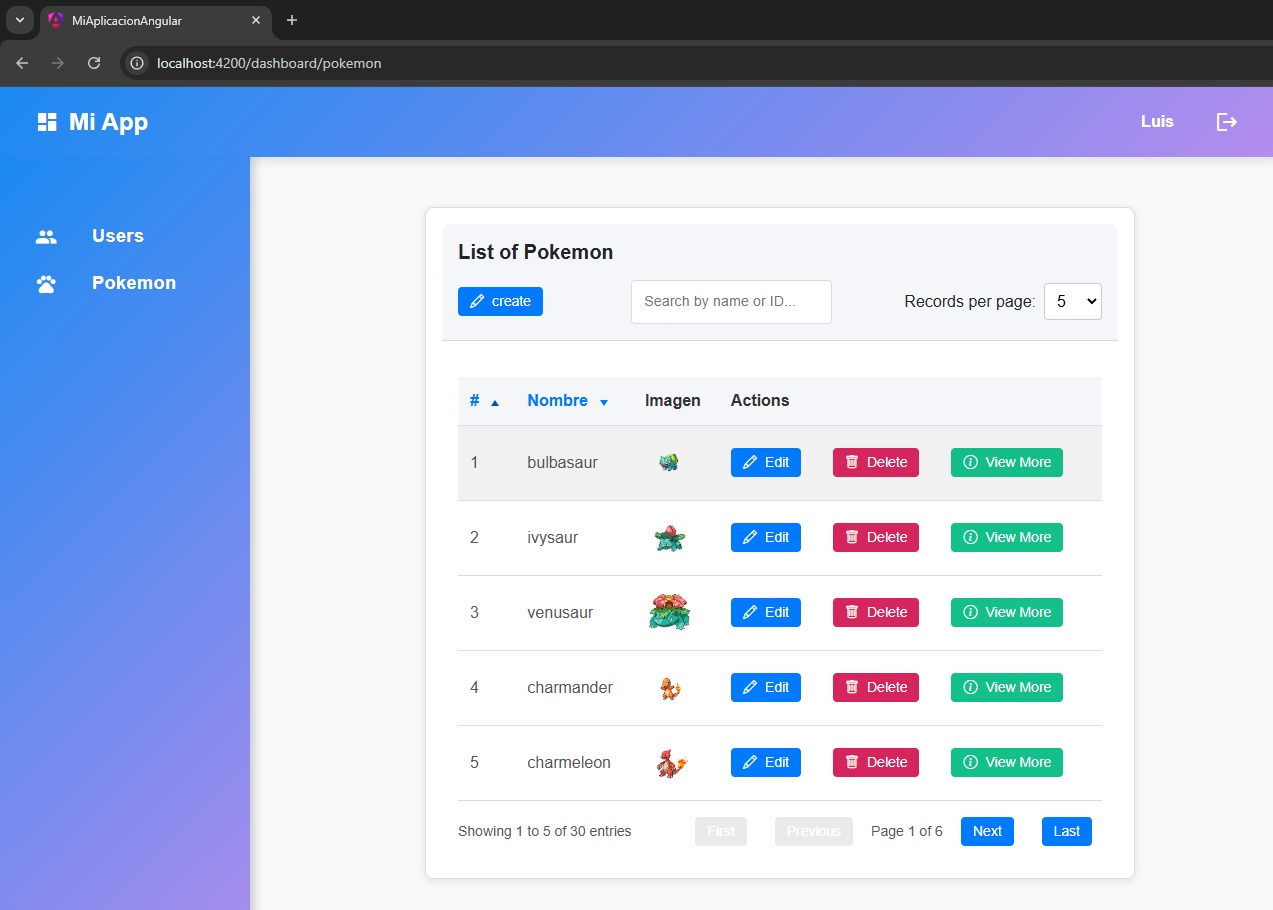 MiAplicacionAngular
localhost:4200/dashboard/pokemon
Mi App
Luis
Users
Pokemon
List of Pokemon
create
Search by name or ID...
Records per page: 5
# Nombre Imagen Actions
1 bulbasaur Edit Delete View More
2 ivysaur Edit Delete View More
3 venusaur Edit Delete View More
4 charmander Edit Delete View More
5 charmeleon Edit Delete View More
Showing 1 to 5 of 30 entries First Previous Page 1 of 6 Next Last